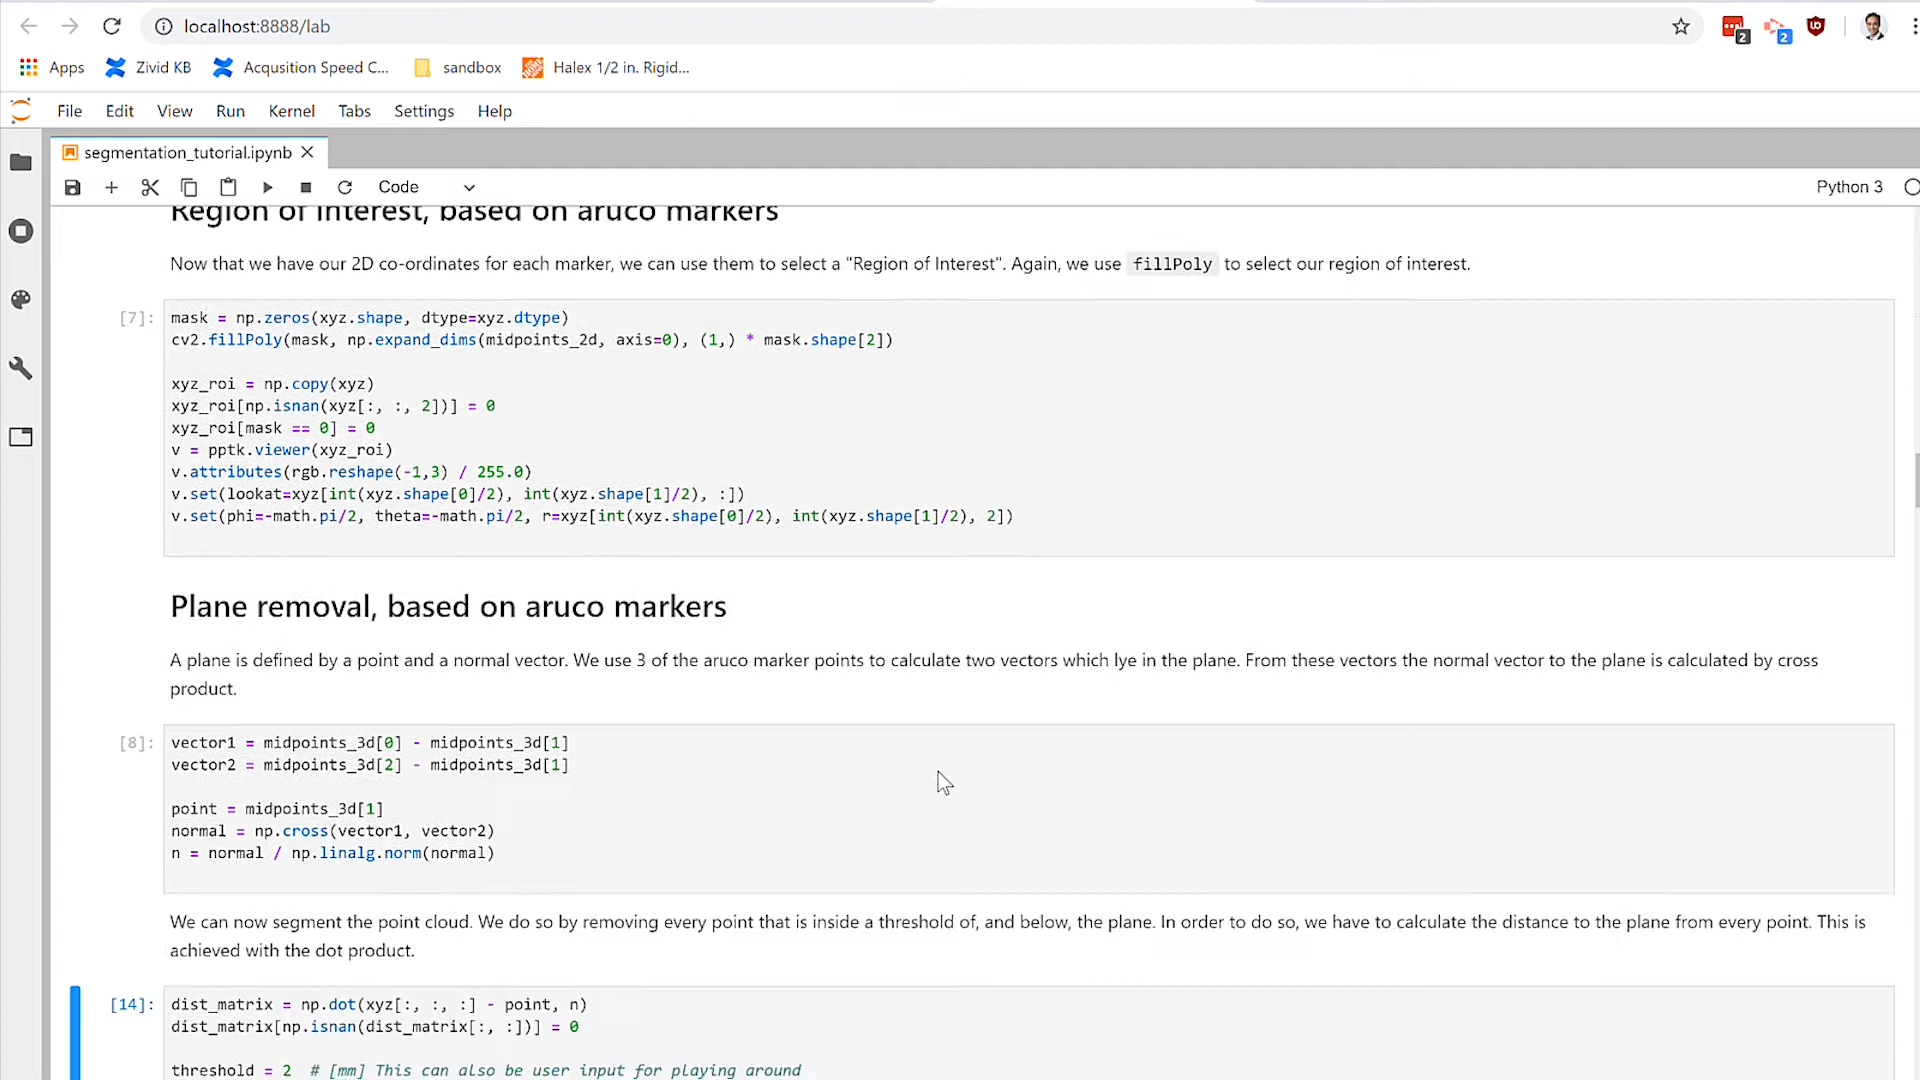 localhost:8888/lab
2
2
Apps
Zivid KB
Acqusition Speed C...
sandbox
Halex 1/2 in. Rigid...
File Edit View Run Kernel Tabs Settings Help
segmentation_tutorial.ipynb
Code
Python 3
Region of interest, based on aruco markers
Now that we have our 2D co-ordinates for each marker, we can use them to select a "Region of Interest". Again, we use fillPoly to select our region of interest.
[7]:
mask = np.zeros(xyz.shape, dtype=xyz.dtype)
cv2.fillPoly(mask, np.expand_dims(midpoints_2d, axis=0), (1,) * mask.shape[2])
xyz_roi = np.copy(xyz)
xyz_roi[np.isnan(xyz[:, :, 2])] = 0
xyz_roi[mask == 0] = 0
v = pptk.viewer(xyz_roi)
v.attributes(rgb.reshape(-1,3) / 255.0)
v.set(lookat=xyz[int(xyz.shape[0]/2), int(xyz.shape[1]/2), :])
v.set(phi=-math.pi/2, theta=-math.pi/2, r=xyz[int(xyz.shape[0]/2), int(xyz.shape[1]/2), 2])
Plane removal, based on aruco markers
A plane is defined by a point and a normal vector. We use 3 of the aruco marker points to calculate two vectors which lye in the plane. From these vectors the normal vector to the plane is calculated by cross
product.
[8]:
vector1 = midpoints_3d[0] - midpoints_3d[1]
vector2 = midpoints_3d[2] - midpoints_3d[1]
point = midpoints_3d[1]
normal = np.cross(vector1, vector2)
n = normal / np.linalg.norm(normal)
We can now segment the point cloud. We do so by removing every point that is inside a threshold of, and below, the plane. In order to do so, we have to calculate the distance to the plane from every point. This is
achieved with the dot product.
[14]:
dist_matrix = np.dot(xyz[:, :, :] - point, n)
dist_matrix[np.isnan(dist_matrix[:, :])] = 0
threshold = 2 # [mm] This can also be user input for playing around